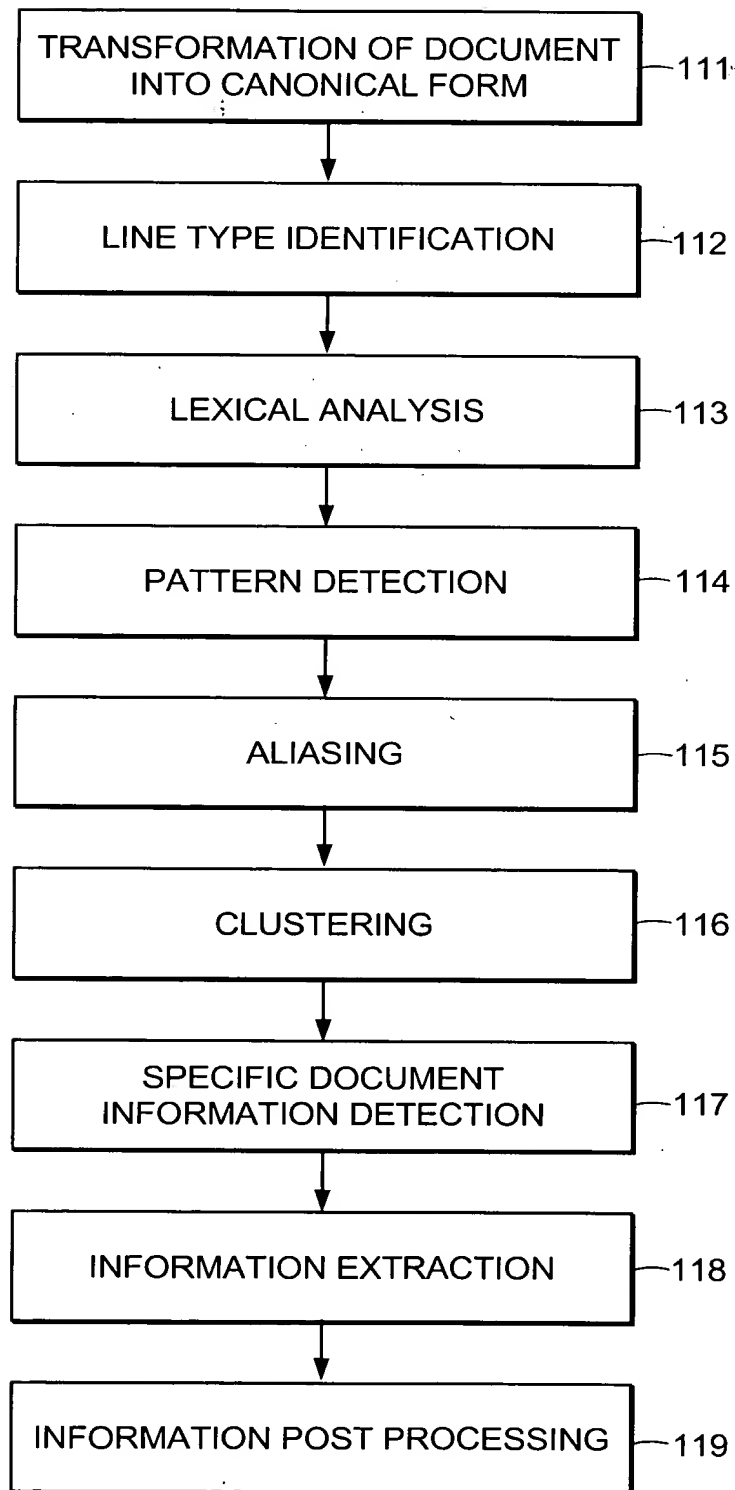 TRANSFORMATION OF DOCUMENT
INTO CANONICAL FORM
111
LINE TYPE IDENTIFICATION
112
LEXICAL ANALYSIS
113
PATTERN DETECTION
114
ALIASING
115
CLUSTERING
116
SPECIFIC DOCUMENT
INFORMATION DETECTION
117
INFORMATION EXTRACTION
118
INFORMATION POST PROCESSING
119